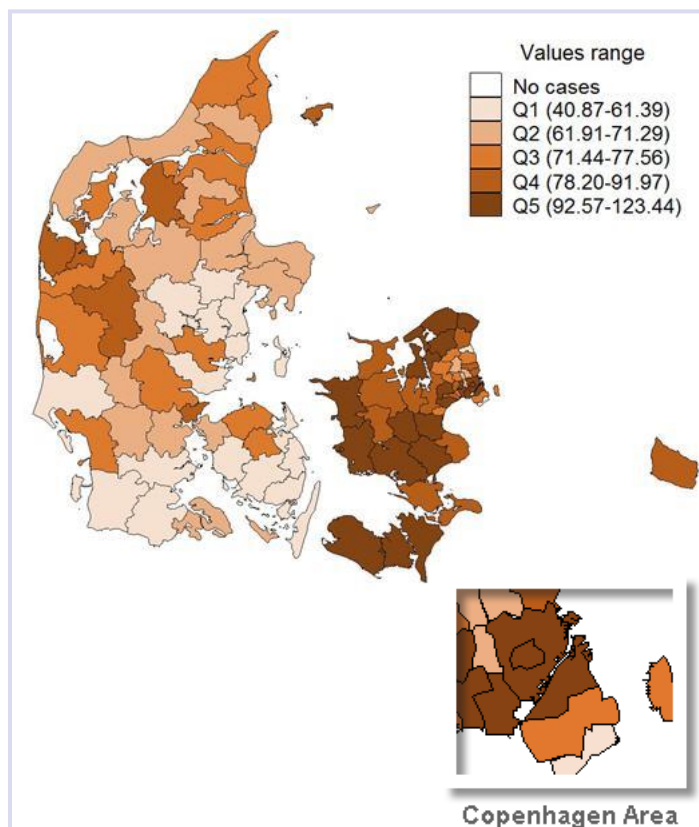 Values range
No cases
Q1 (40.87-61.39)
Q2 (61.91-71.29)
Q3 (71.44-77.56)
Q4 (78.20-91.97)
Q5 (92.57-123.44)
Copenhagen Area